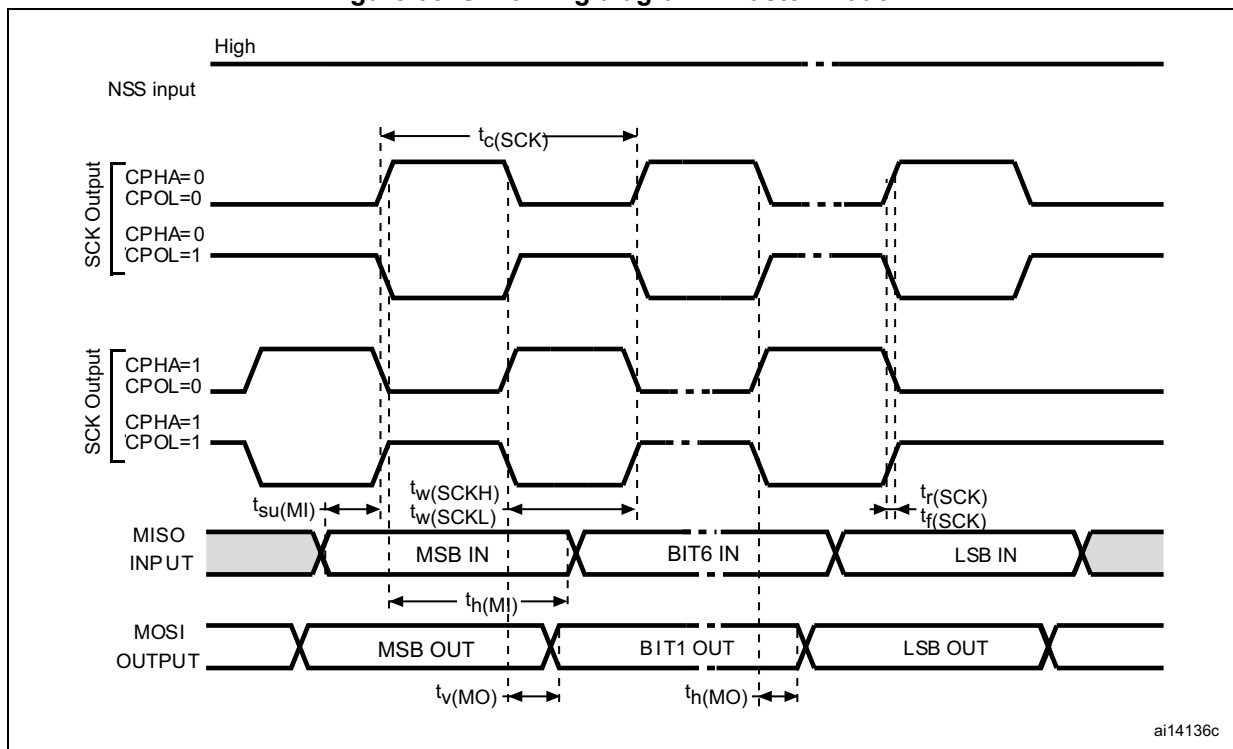 High
NSS input
tc(SCK)
SCK Output
CPHA=0
CPOL=0
CPHA=0
CPOL=1
SCK Output
CPHA=1
CPOL=0
CPHA=1
CPOL=1
tsu(MI)
tw(SCKH)
tw(SCKL)
tr(SCK)
tf(SCK)
MISO
INPUT
MSB IN
BIT6 IN
LSB IN
th(MI)
MOSI
OUTPUT
MSB OUT
BIT1 OUT
LSB OUT
tv(MO)
th(MO)
ai14136c